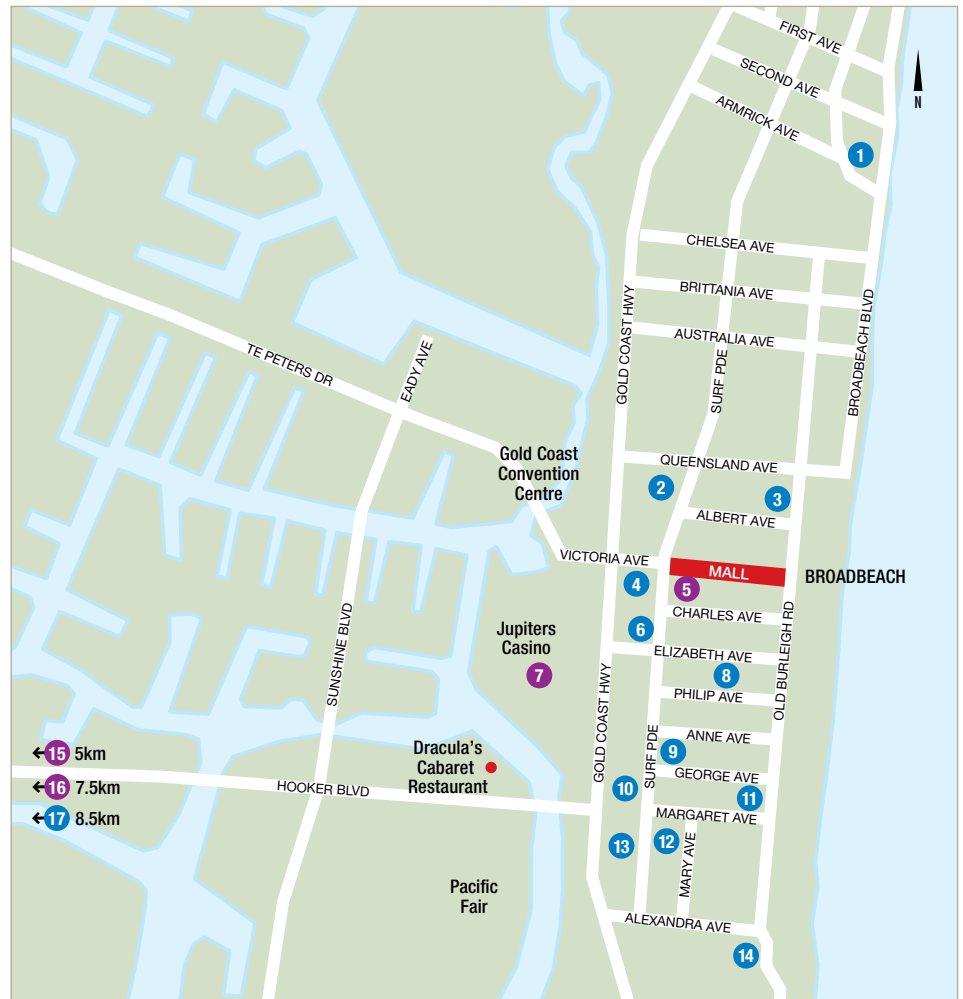 FIRST AVE
SECOND AVE
N
ARMRICK AVE
1
CHELSEA AVE
BRITTANIA AVE
GOLD COAST HWY
AUSTRALIA AVE
BROADBEACH BLVD
TE PETERS DR
EADY AVE
SURF PDE
Gold Coast
Convention
Centre
QUEENSLAND AVE
2
3
ALBERT AVE
VICTORIA AVE
MALL
BROADBEACH
4
5
CHARLES AVE
SUNSHINE BLVD
Jupiters
Casino
6
ELIZABETH AVE
7
8
OLD BURLEIGH RD
PHILIP AVE
GOLD COAST HWY
SURF PDE
ANNE AVE
15 5km
Dracula's
Cabaret
Restaurant
9
GEORGE AVE
16 7.5km
HOOKER BLVD
10
11
17 8.5km
MARGARET AVE
13
12
MARY AVE
Pacific
Fair
ALEXANDRA AVE
14